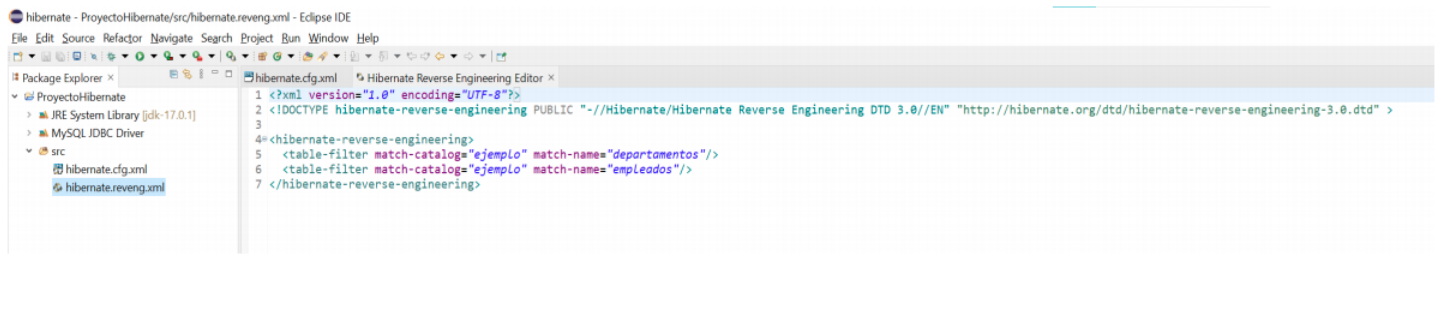 hibernate - ProyectoHibernate/src/hibernate.reveng.xml - Eclipse IDE
File Edit Source Refactor Navigate Search Project Run Window Help
Package Explorer ×
hibernate.cfg.xml Hibernate Reverse Engineering Editor ×
ProyectoHibernate
JRE System Library [jdk-17.0.1]
MySQL JDBC Driver
src
hibernate.cfg.xml
hibernate.reveng.xml
1 <?xml version="1.0" encoding="UTF-8"?>
2 <!DOCTYPE hibernate-reverse-engineering PUBLIC "-//Hibernate/Hibernate Reverse Engineering DTD 3.0//EN" "http://hibernate.org/dtd/hibernate-reverse-engineering-3.0.dtd" >
3
4 <hibernate-reverse-engineering>
5 <table-filter match-catalog="ejemplo" match-name="departamentos"/>
6 <table-filter match-catalog="ejemplo" match-name="empleados"/>
7 </hibernate-reverse-engineering>